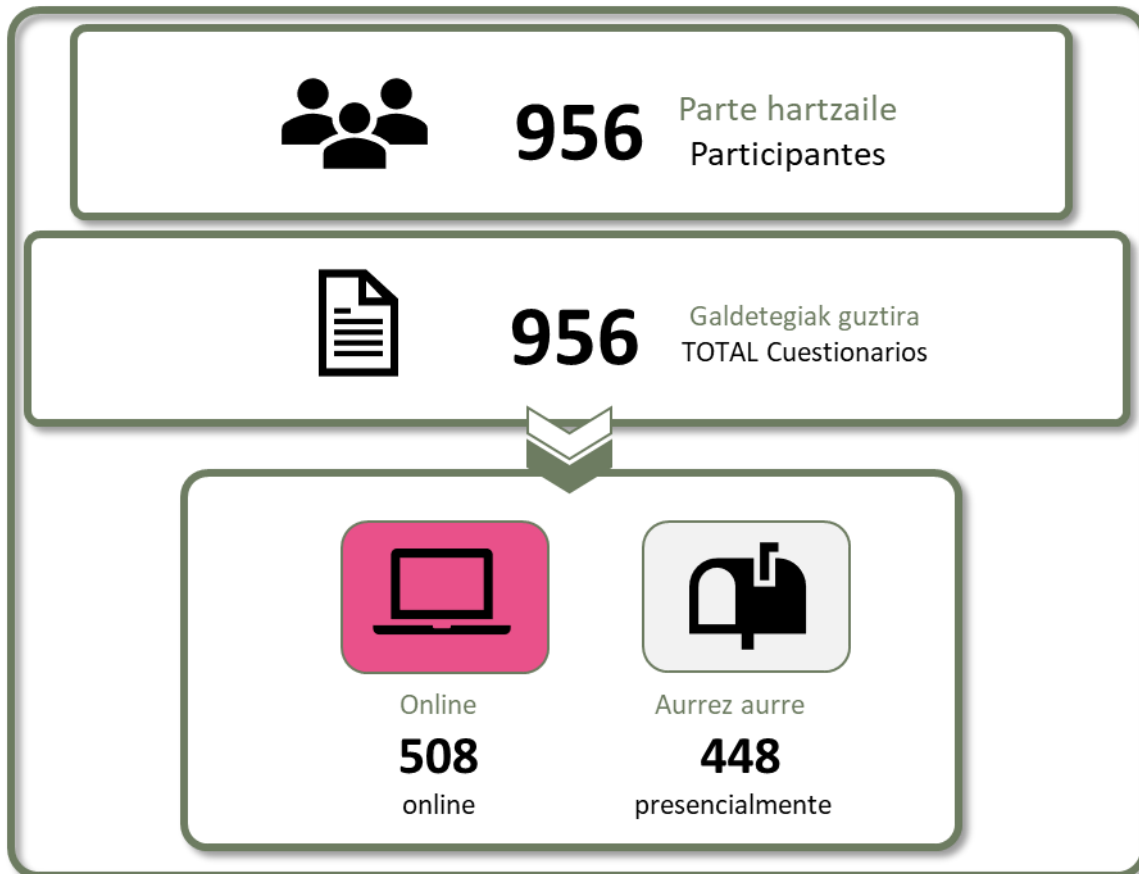 956
Parte hartzaile
Participantes
956
Galdetegiak guztira
TOTAL Cuestionarios
Online
508
online
Aurrez aurre
448
presencialmente